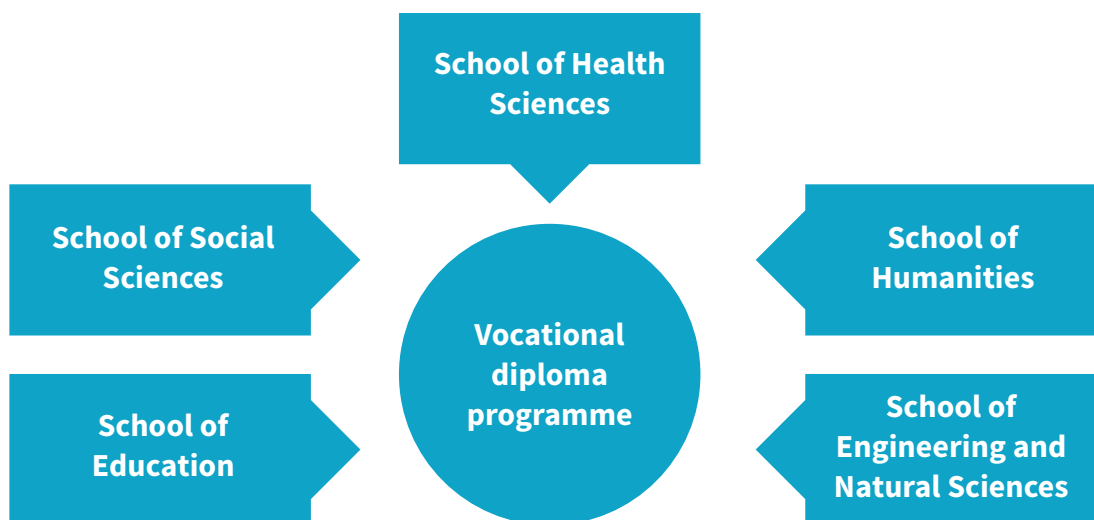 School of Health
Sciences
School of Social
Sciences
School of
Humanities
Vocational
diploma
programme
School of
Education
School of
Engineering and
Natural Sciences